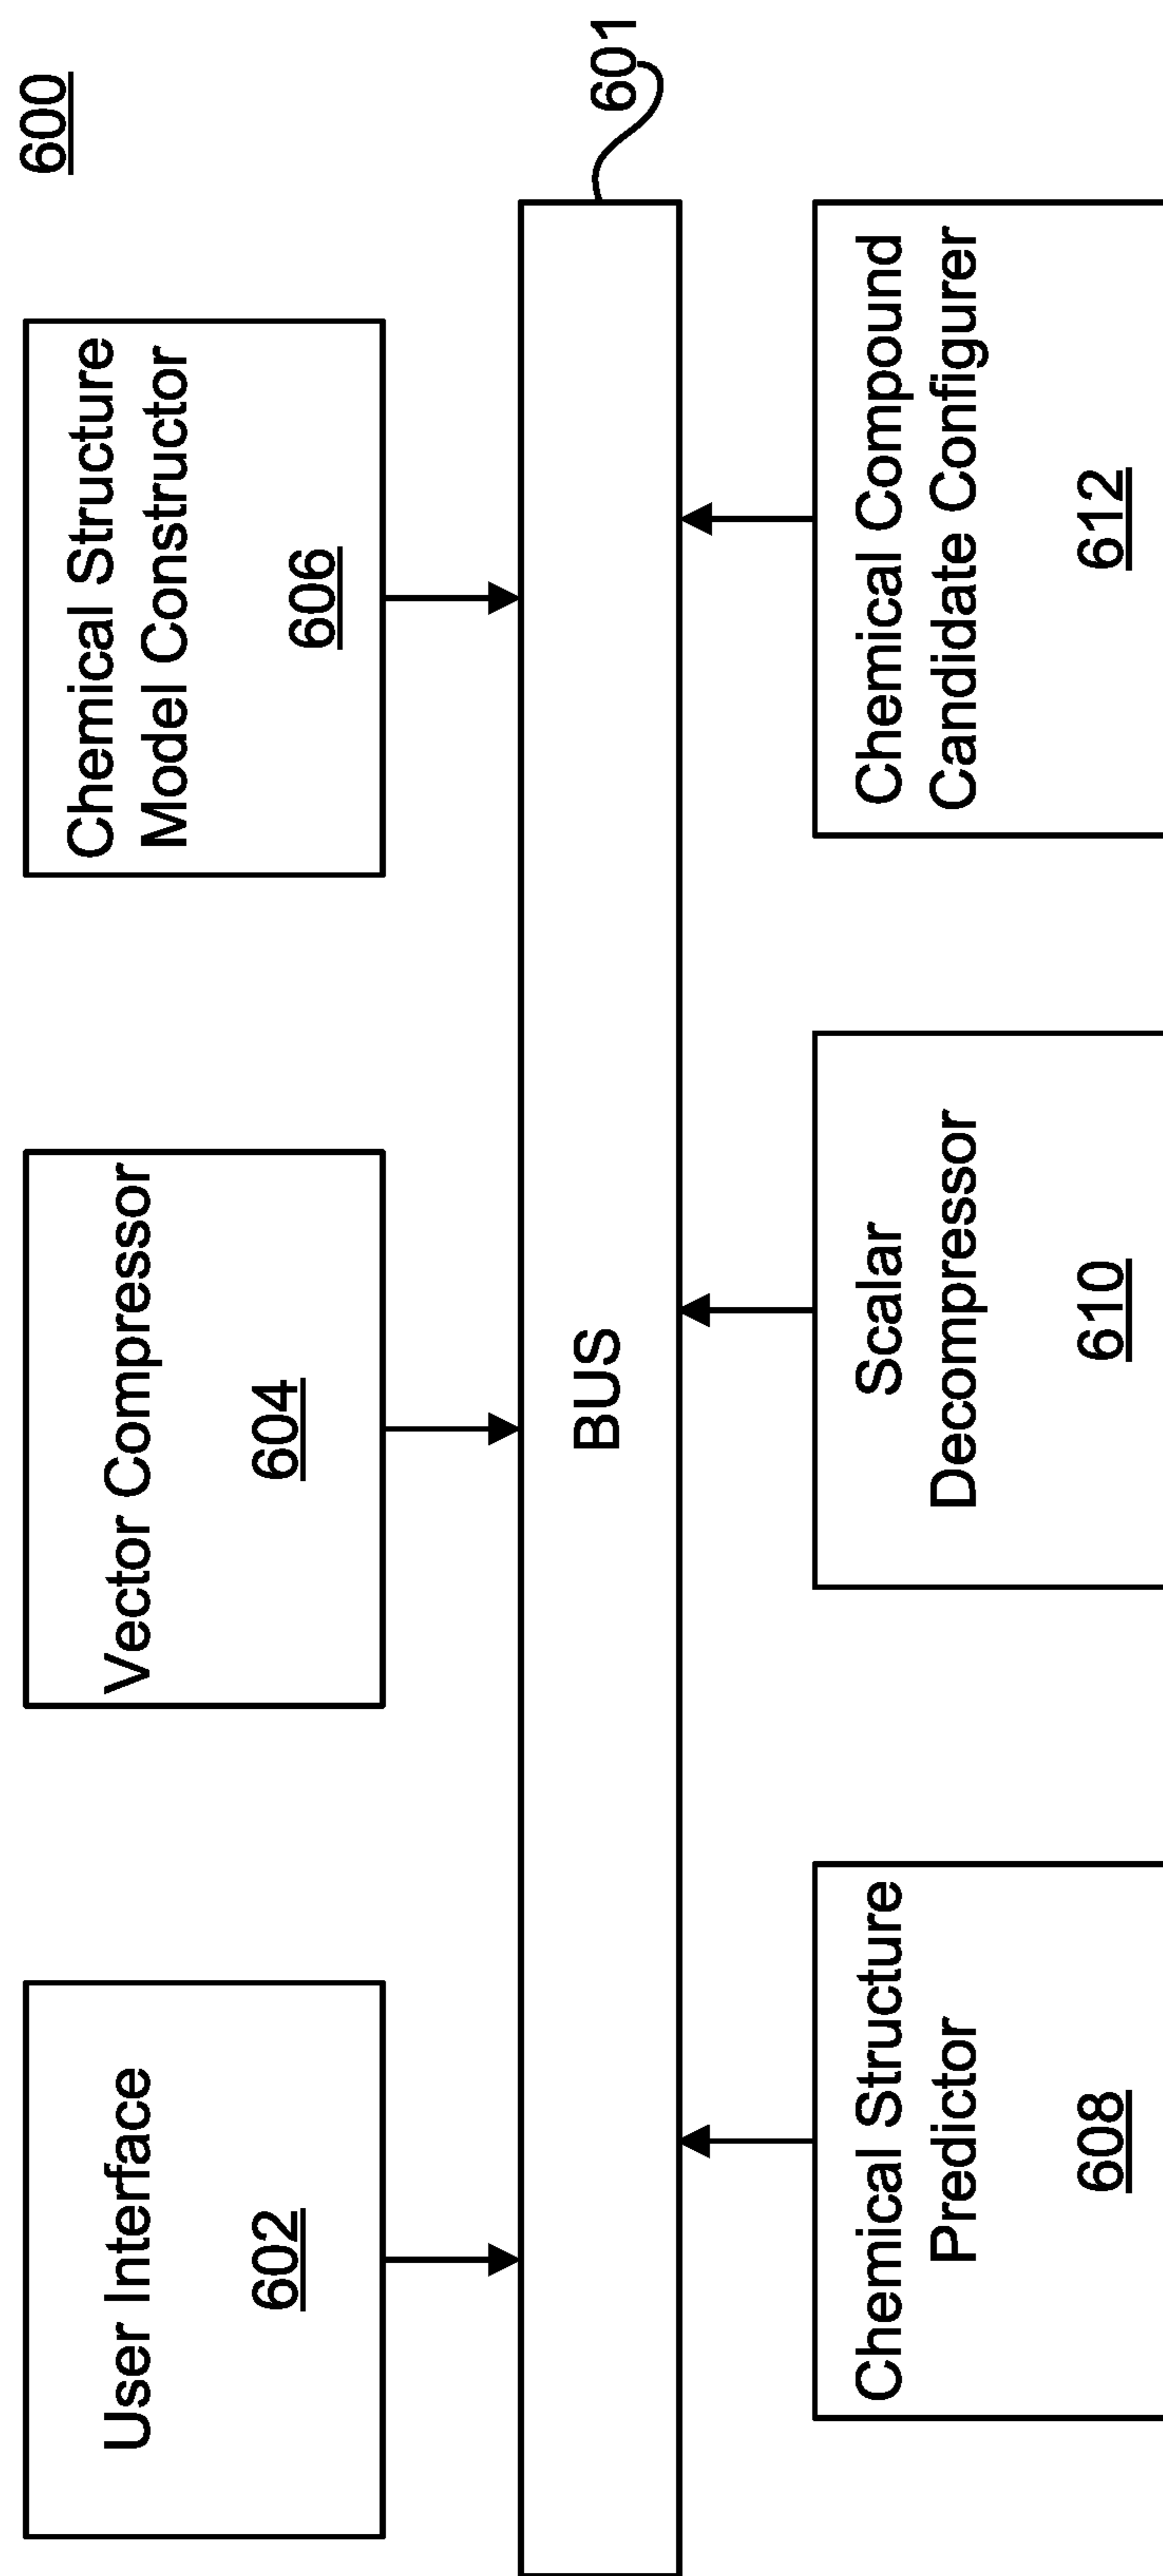 600
User Interface
602
Vector Compressor
604
Chemical Structure
Model Constructor
606
BUS
601
Chemical Structure
Predictor
608
Scalar
Decompressor
610
Chemical Compound
Candidate Configurer
612